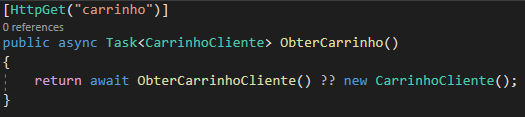 [HttpGet("carrinho")]
0 references
public async Task<CarrinhoCliente> ObterCarrinho()
{
return await ObterCarrinhoCliente() ?? new CarrinhoCliente();
}